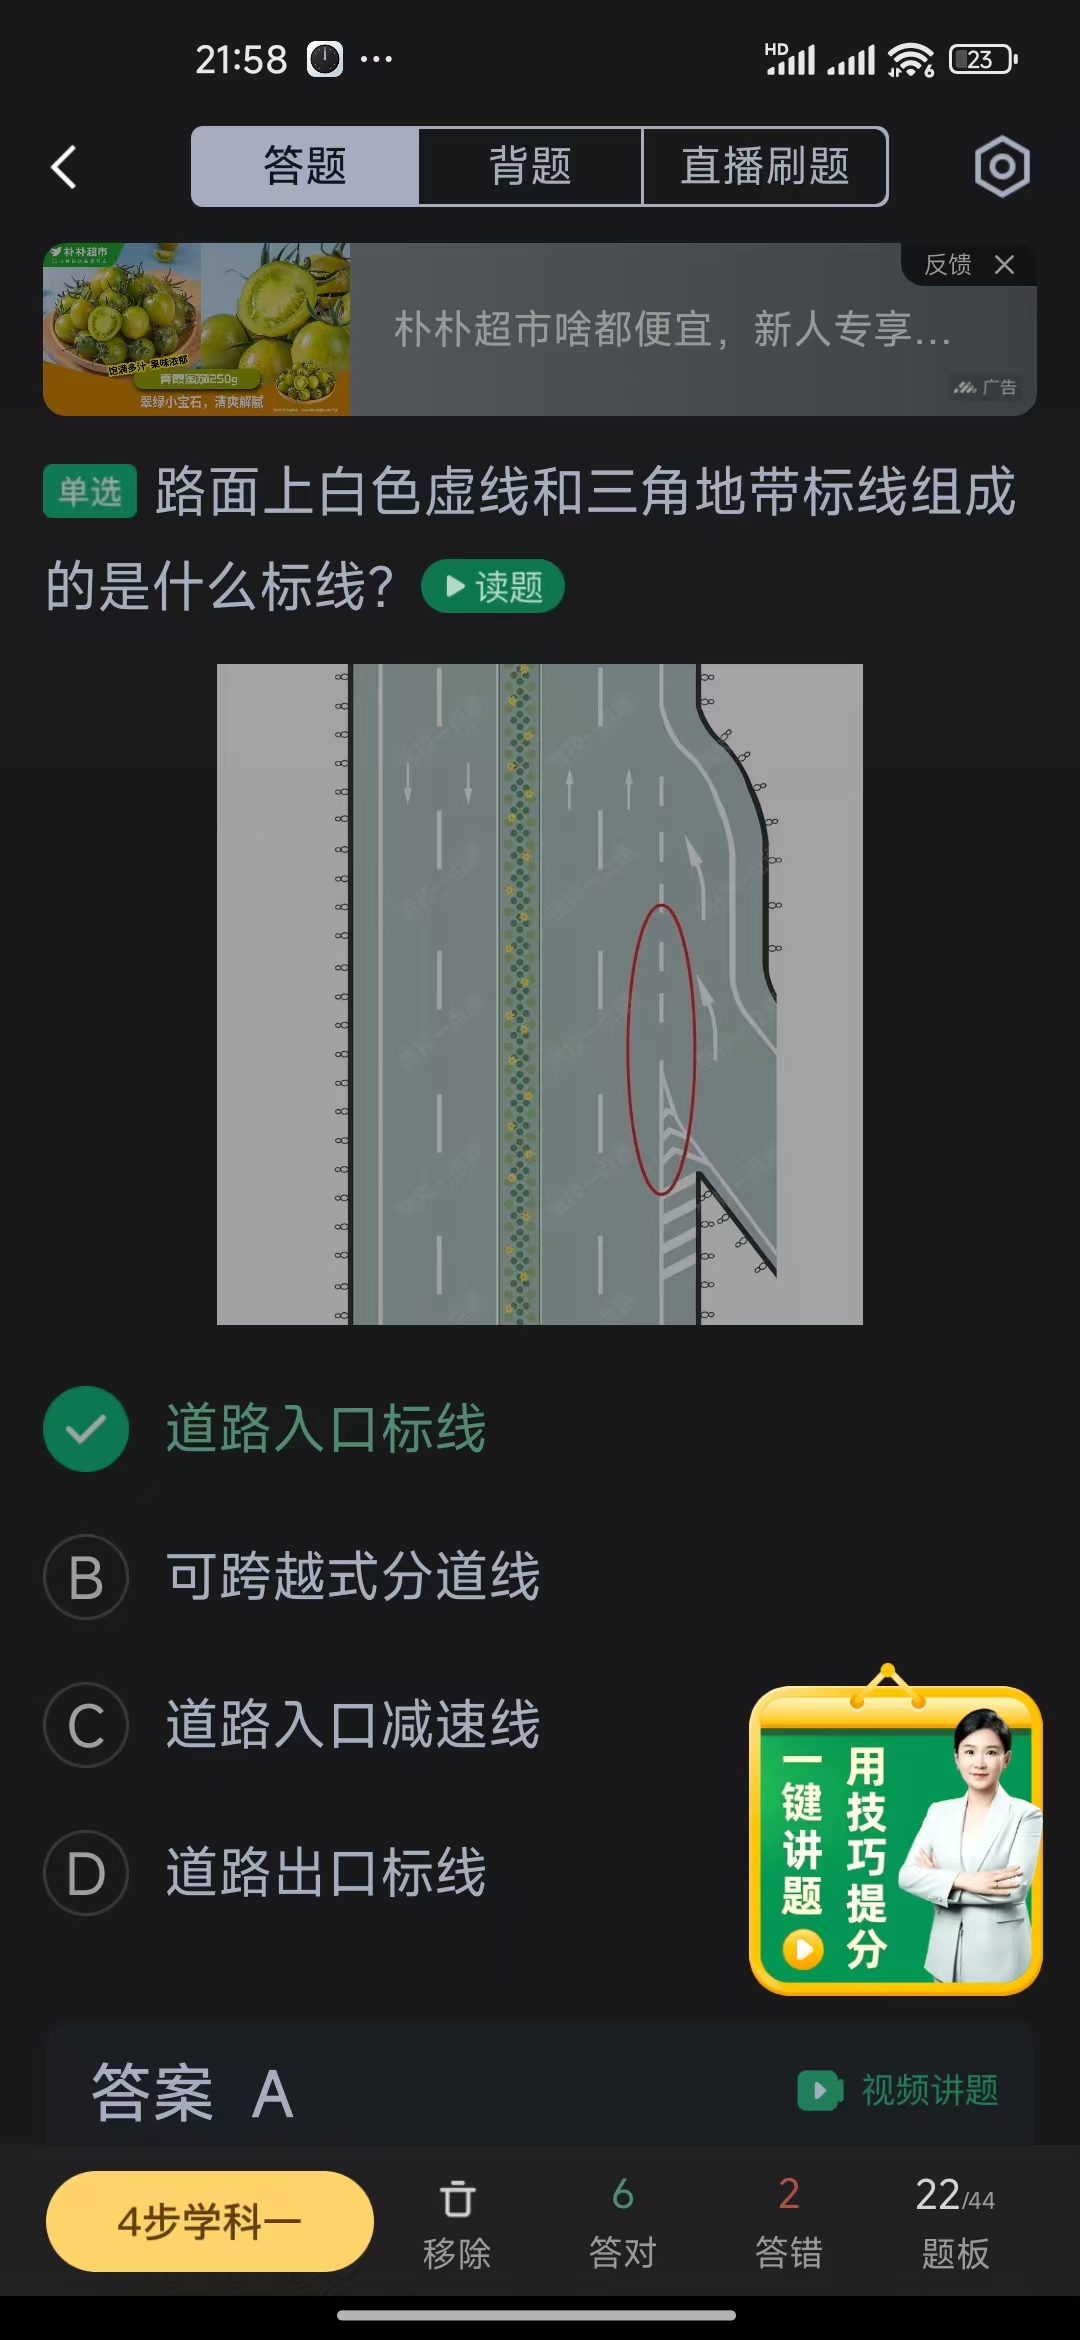 21:58
HD
6
23
答题
背题
直播刷题
朴朴超市
饱满多汁 果味浓郁
青熙蜜茄250g
翠绿小宝石，清爽解腻
朴朴超市啥都便宜，新人专享...
反馈
广告
单选 路面上白色虚线和三角地带标线组成
的是什么标线？
读题
道路入口标线
B 可跨越式分道线
C 道路入口减速线
D 道路出口标线
用技巧提分
一键讲题
答案 A
视频讲题
4步学科一
移除
6
答对
2
答错
22/44
题板